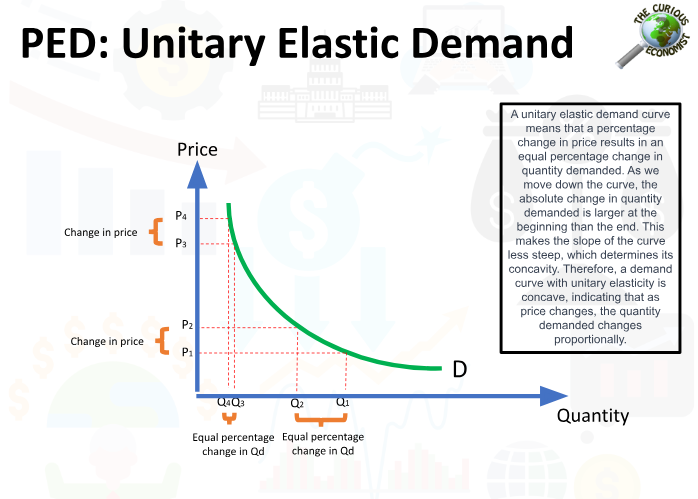 PED: Unitary Elastic Demand
THE CURIOUS
ECONOMIST
A unitary elastic demand curve
means that a percentage
change in price results in an
equal percentage change in
quantity demanded. As we
move down the curve, the
absolute change in quantity
demanded is larger at the
beginning than the end. This
makes the slope of the curve
less steep, which determines its
concavity. Therefore, a demand
curve with unitary elasticity is
concave, indicating that as
price changes, the quantity
demanded changes
proportionally.
Price
P4
Change in price
P3
P2
Change in price
P1
D
Q4 Q3 Q2 Q1
Quantity
Equal percentage
change in Qd
Equal percentage
change in Qd